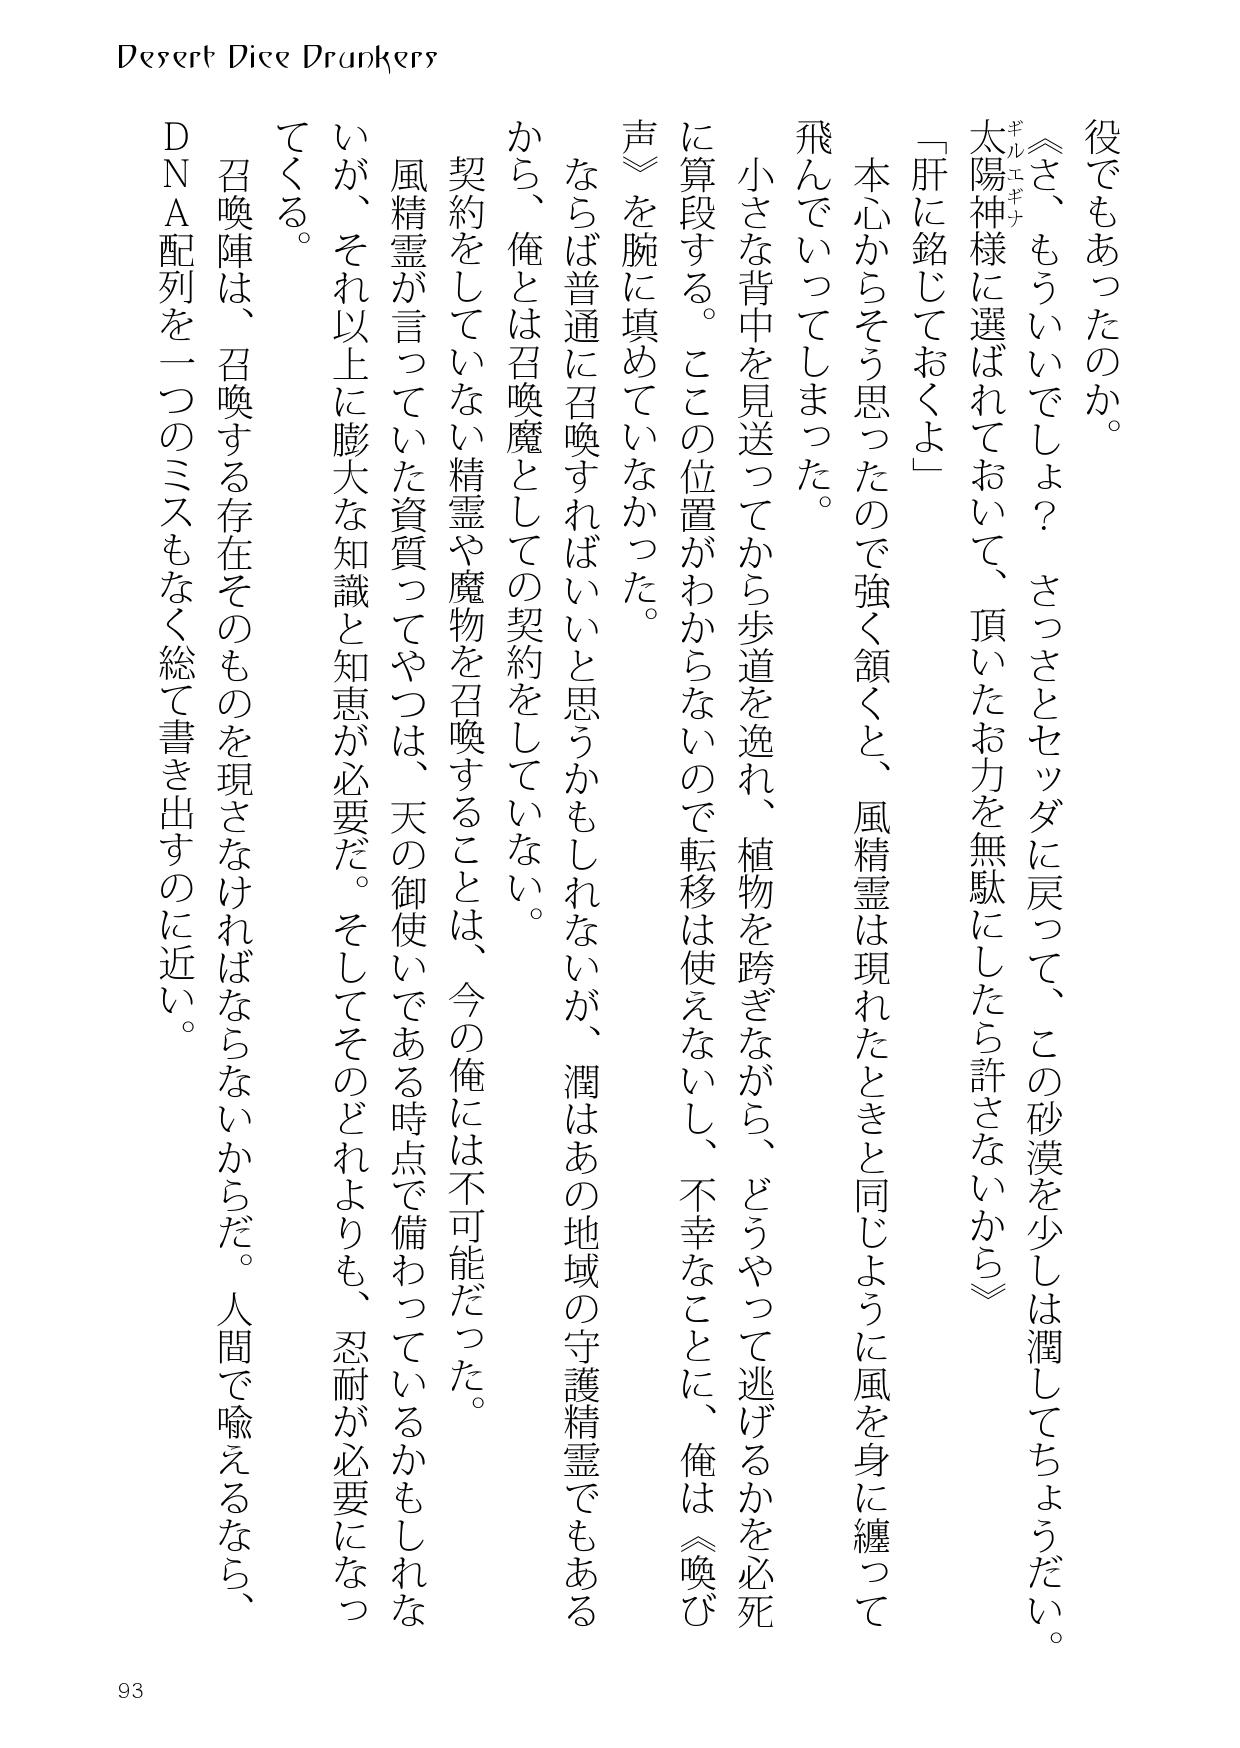 Desert Dice Drunkers
役でもあったのか。
《さ、もういいでしょ？　さっさとセッダに戻って、この砂漠を少しは潤してちょうだい。
ギルエギナ
太陽神様に選ばれておいて、頂いたお力を無駄にしたら許さないから》
「肝に銘じておくよ」
本心からそう思ったので強く頷くと、風精霊は現れたときと同じように風を身に纏って
飛んでいってしまった。
小さな背中を見送ってから歩道を逸れ、植物を跨ぎながら、どうやって逃げるかを必死
に算段する。ここの位置がわからないので転移は使えないし、不幸なことに、俺は《喚び
声》を腕に填めていなかった。
ならば普通に召喚すればいいと思うかもしれないが、潤はあの地域の守護精霊でもある
から、俺とは召喚魔としての契約をしていない。
契約をしていない精霊や魔物を召喚することは、今の俺には不可能だった。
風精霊が言っていた資質ってやつは、天の御使いである時点で備わっているかもしれな
いが、それ以上に膨大な知識と知恵が必要だ。そしてそのどれよりも、忍耐が必要になっ
てくる。
召喚陣は、召喚する存在そのものを現さなければならないからだ。人間で喩えるなら、
ＤＮＡ配列を一つのミスもなく総て書き出すのに近い。
93